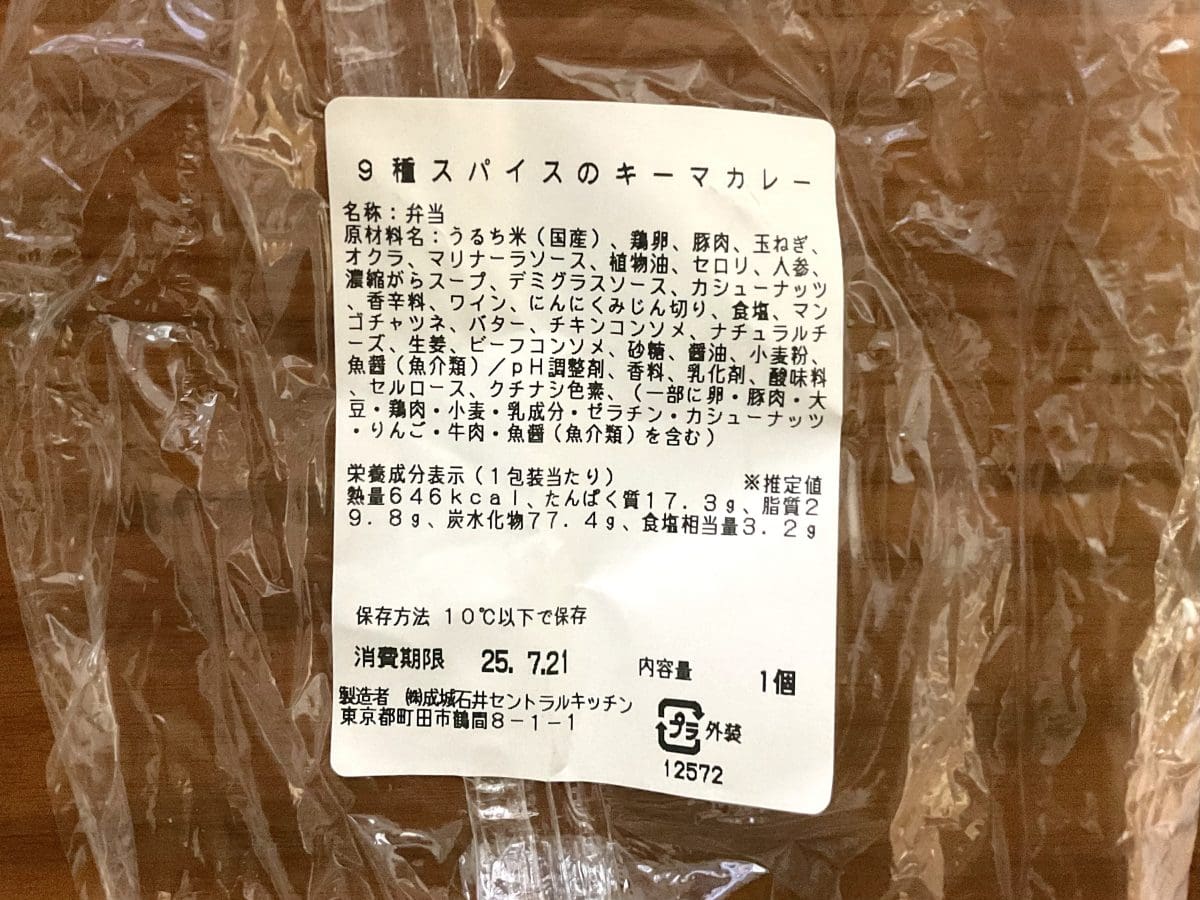 ９種スパイスのキーマカレー
名称：弁当
原材料名：うるち米（国産）、鶏卵、豚肉、玉ねぎ、
オクラ、マリナーラソース、植物油、セロリ、人参、
濃縮がらスープ、デミグラスソース、カシューナッツ
、香辛料、ワイン、にんにくみじん切り、食塩、マン
ゴチャツネ、バター、チキンコンソメ、ナチュラルチ
ーズ、生姜、ビーフコンソメ、砂糖、醤油、小麦粉、
魚醤（魚介類）／ｐＨ調整剤、香料、乳化剤、酸味料
、セルロース、クチナシ色素、（一部に卵・豚肉・大
豆・鶏肉・小麦・乳成分・ゼラチン・カシューナッツ
・りんご・牛肉・魚醤（魚介類）を含む）
栄養成分表示（１包装当たり） ※推定値
熱量６４６ｋｃａｌ、たんぱく質１７．３ｇ、脂質２
９．８ｇ、炭水化物７７．４ｇ、食塩相当量３．２ｇ
保存方法 １０℃以下で保存
消費期限 25. 7.21 内容量 1個
製造者 ㈱成城石井セントラルキッチン
東京都町田市鶴間８－１－１
プラ 外装
12572